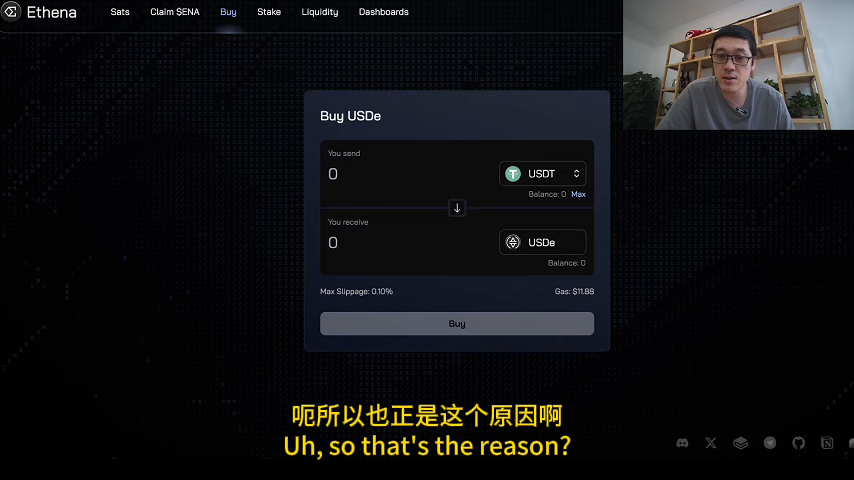 Ethena
Sats
Claim $ENA
Buy
Stake
Liquidity
Dashboards
Buy USDe
You send
0
USDT
Balance: 0 Max
You receive
0
USDe
Balance: 0
Max Slippage: 0.10%
Gas: $11.88
Buy
呃所以也正是这个原因啊
Uh, so that's the reason?